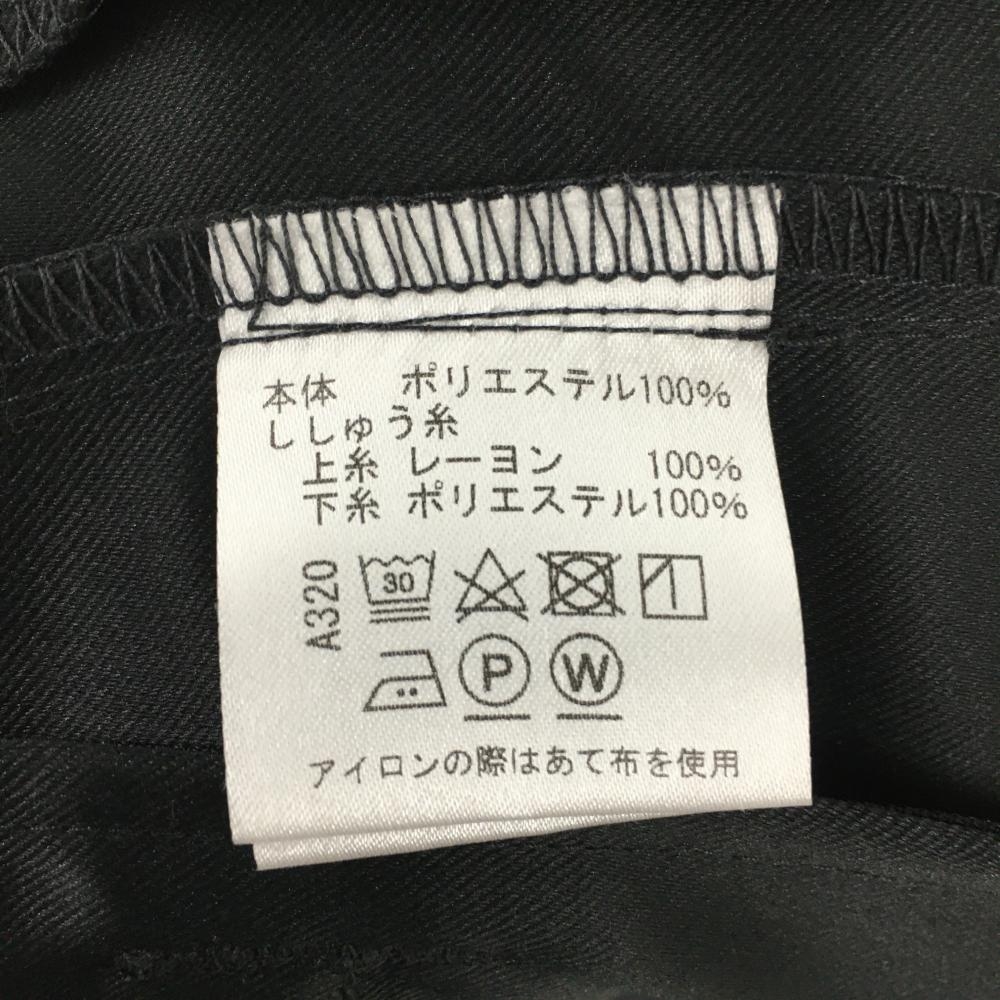 本体 ポリエステル100%
ししゅう糸
上糸 レーヨン 100%
下糸 ポリエステル100%
A320
30
P W
アイロンの際はあて布を使用